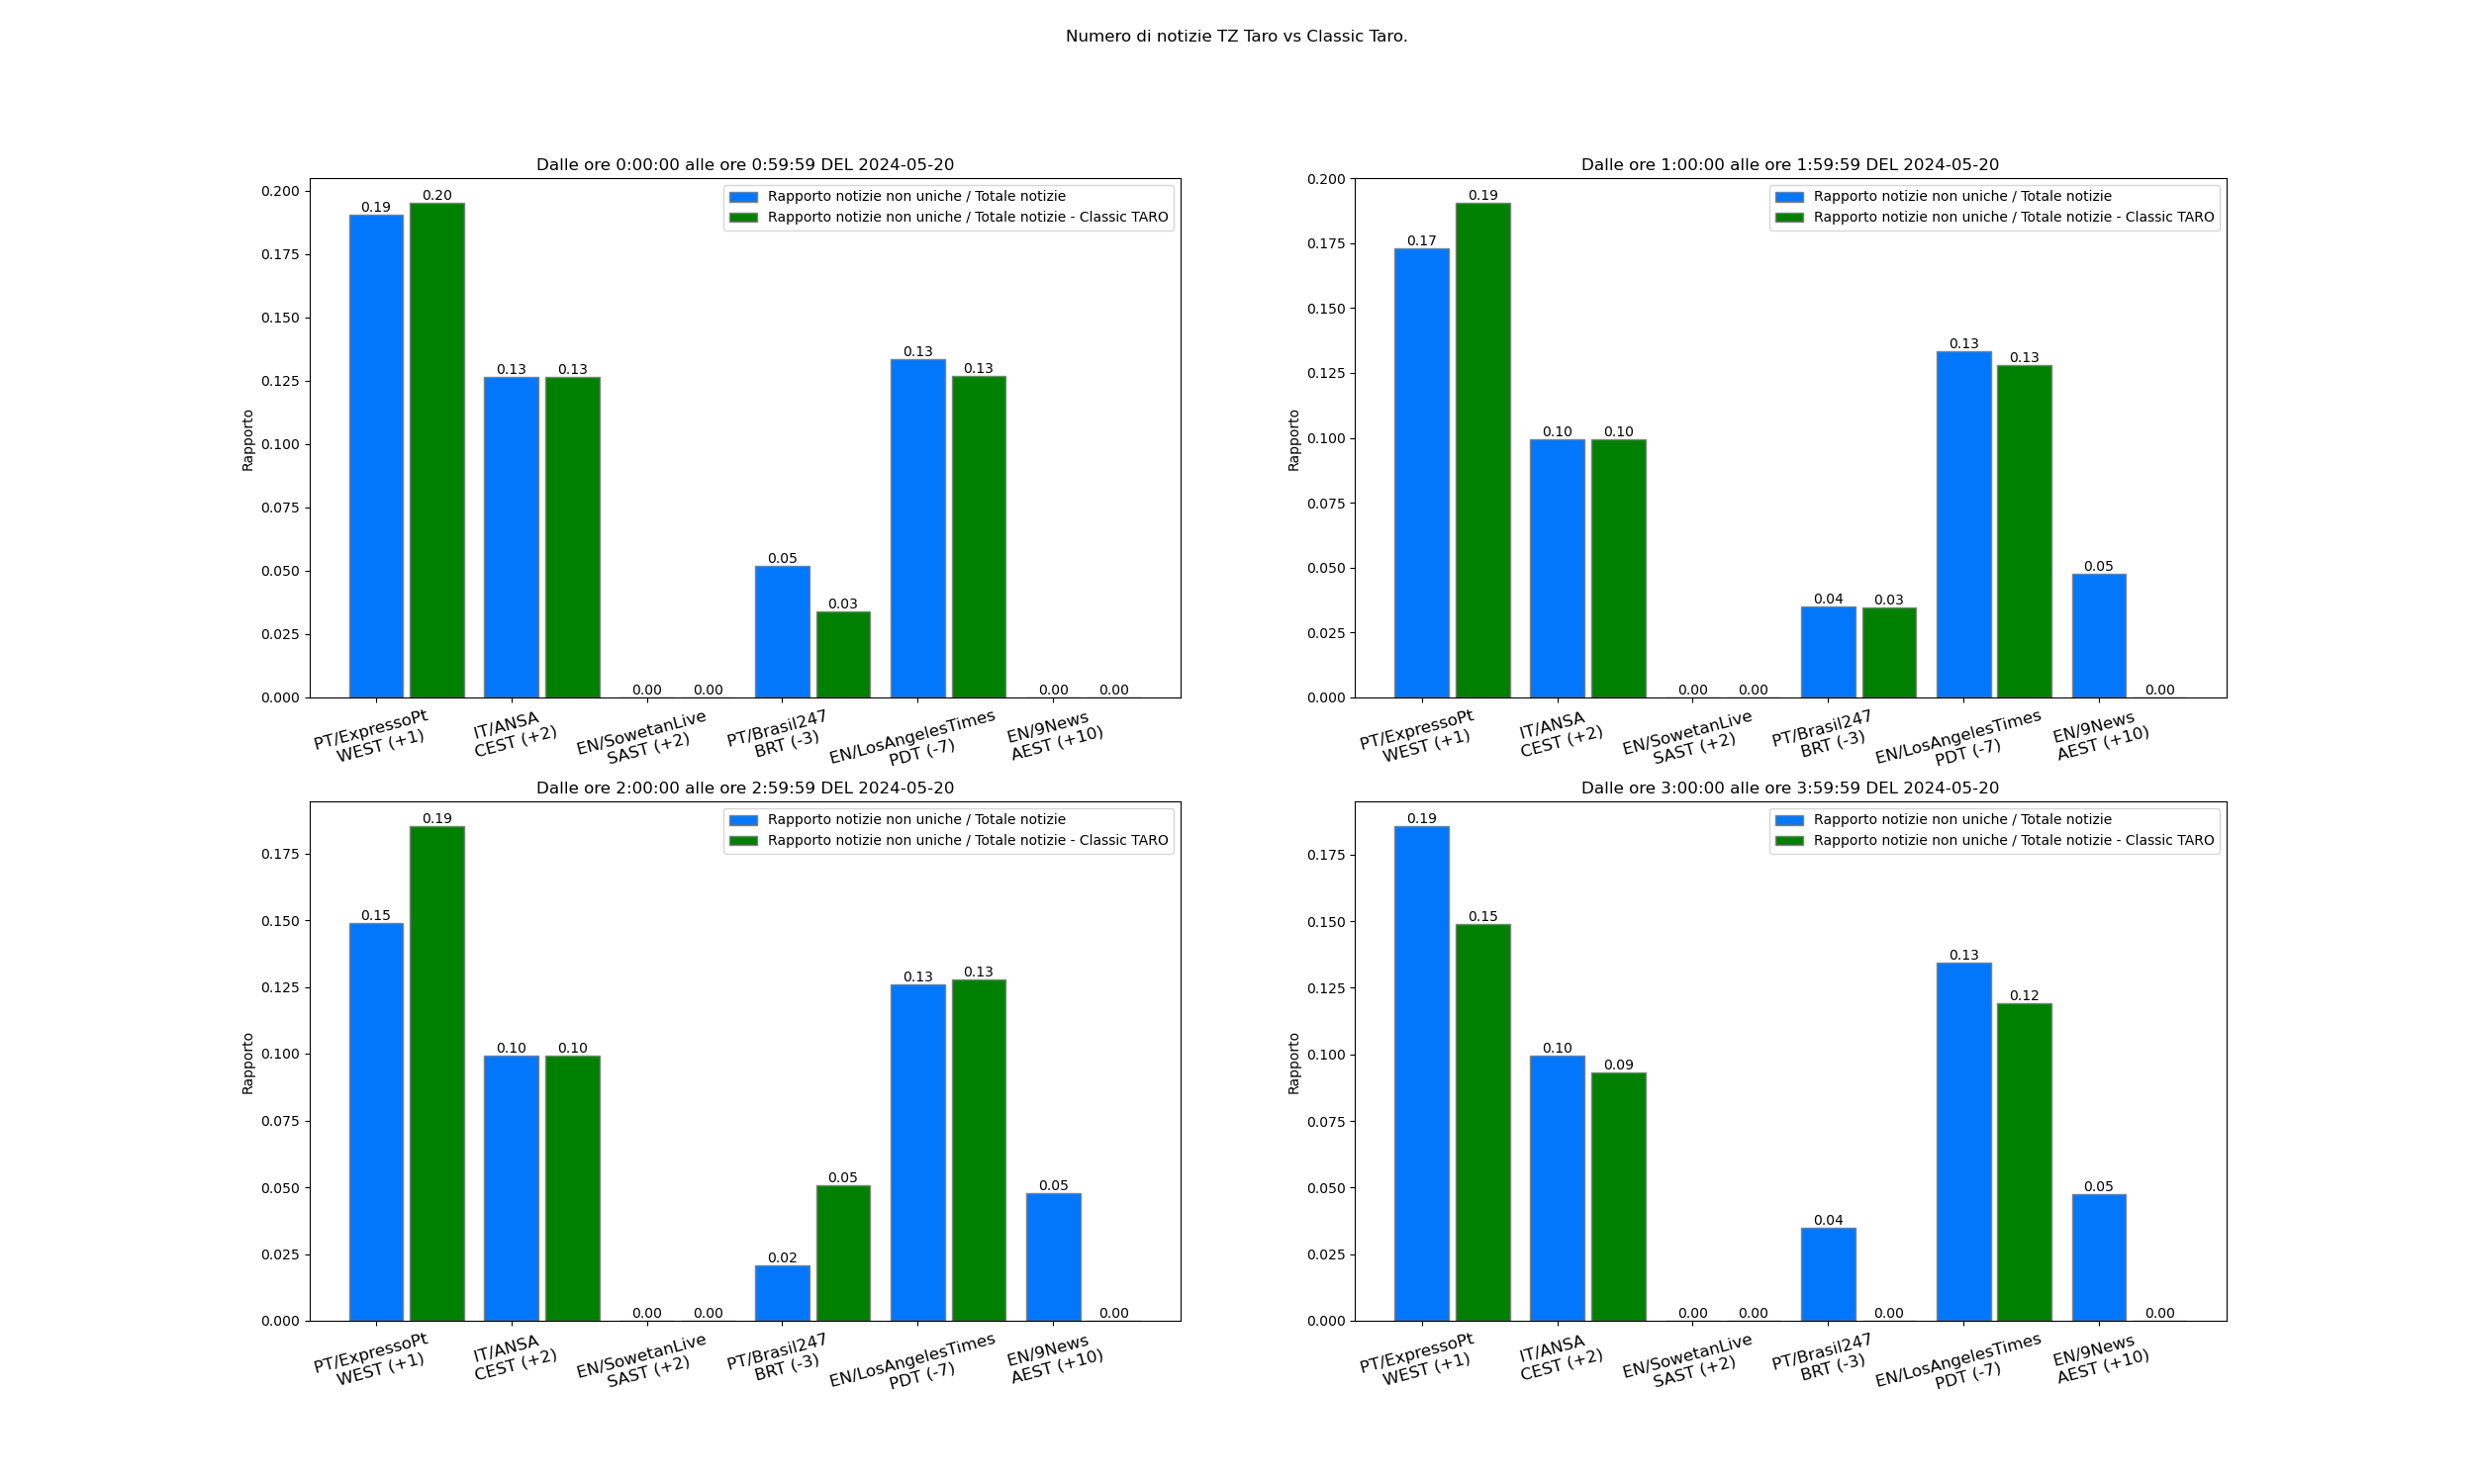 Numero di notizie TZ Taro vs Classic Taro.
Dalle ore 0:00:00 alle ore 0:59:59 DEL 2024-05-20
Rapporto notizie non uniche / Totale notizie
Rapporto notizie non uniche / Totale notizie - Classic TARO
Rapporto
0.200
0.175
0.150
0.125
0.100
0.075
0.050
0.025
0.000
0.19
0.20
0.13
0.13
0.00
0.00
0.05
0.03
0.13
0.13
0.00
0.00
PT/ExpressoPt
WEST (+1)
IT/ANSA
CEST (+2)
EN/SowetanLive
SAST (+2)
PT/Brasil247
BRT (-3)
EN/LosAngelesTimes
PDT (-7)
EN/9News
AEST (+10)
Dalle ore 1:00:00 alle ore 1:59:59 DEL 2024-05-20
Rapporto notizie non uniche / Totale notizie
Rapporto notizie non uniche / Totale notizie - Classic TARO
Rapporto
0.200
0.175
0.150
0.125
0.100
0.075
0.050
0.025
0.000
0.17
0.19
0.10
0.10
0.00
0.00
0.04
0.03
0.13
0.13
0.05
0.00
PT/ExpressoPt
WEST (+1)
IT/ANSA
CEST (+2)
EN/SowetanLive
SAST (+2)
PT/Brasil247
BRT (-3)
EN/LosAngelesTimes
PDT (-7)
EN/9News
AEST (+10)
Dalle ore 2:00:00 alle ore 2:59:59 DEL 2024-05-20
Rapporto notizie non uniche / Totale notizie
Rapporto notizie non uniche / Totale notizie - Classic TARO
Rapporto
0.175
0.150
0.125
0.100
0.075
0.050
0.025
0.000
0.15
0.19
0.10
0.10
0.00
0.00
0.02
0.05
0.13
0.13
0.05
0.00
PT/ExpressoPt
WEST (+1)
IT/ANSA
CEST (+2)
EN/SowetanLive
SAST (+2)
PT/Brasil247
BRT (-3)
EN/LosAngelesTimes
PDT (-7)
EN/9News
AEST (+10)
Dalle ore 3:00:00 alle ore 3:59:59 DEL 2024-05-20
Rapporto notizie non uniche / Totale notizie
Rapporto notizie non uniche / Totale notizie - Classic TARO
Rapporto
0.175
0.150
0.125
0.100
0.075
0.050
0.025
0.000
0.19
0.15
0.10
0.09
0.00
0.00
0.04
0.00
0.13
0.12
0.05
0.00
PT/ExpressoPt
WEST (+1)
IT/ANSA
CEST (+2)
EN/SowetanLive
SAST (+2)
PT/Brasil247
BRT (-3)
EN/LosAngelesTimes
PDT (-7)
EN/9News
AEST (+10)